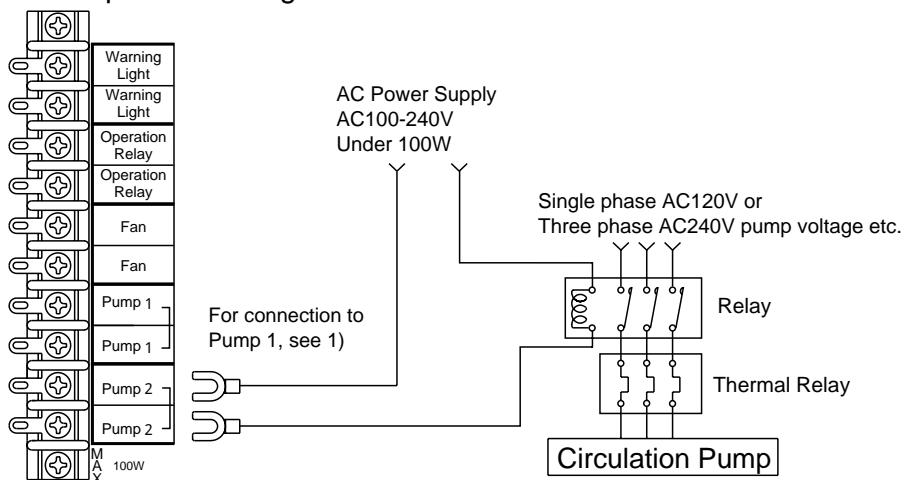 Warning
Light
Warning
Light
Operation
Relay
Operation
Relay
Fan
Fan
Pump 1
Pump 1
Pump 2
Pump 2
MAX 100W
For connection to
Pump 1, see 1)
AC Power Supply
AC100-240V
Under 100W
Single phase AC120V or
Three phase AC240V pump voltage etc.
Relay
Thermal Relay
Circulation Pump